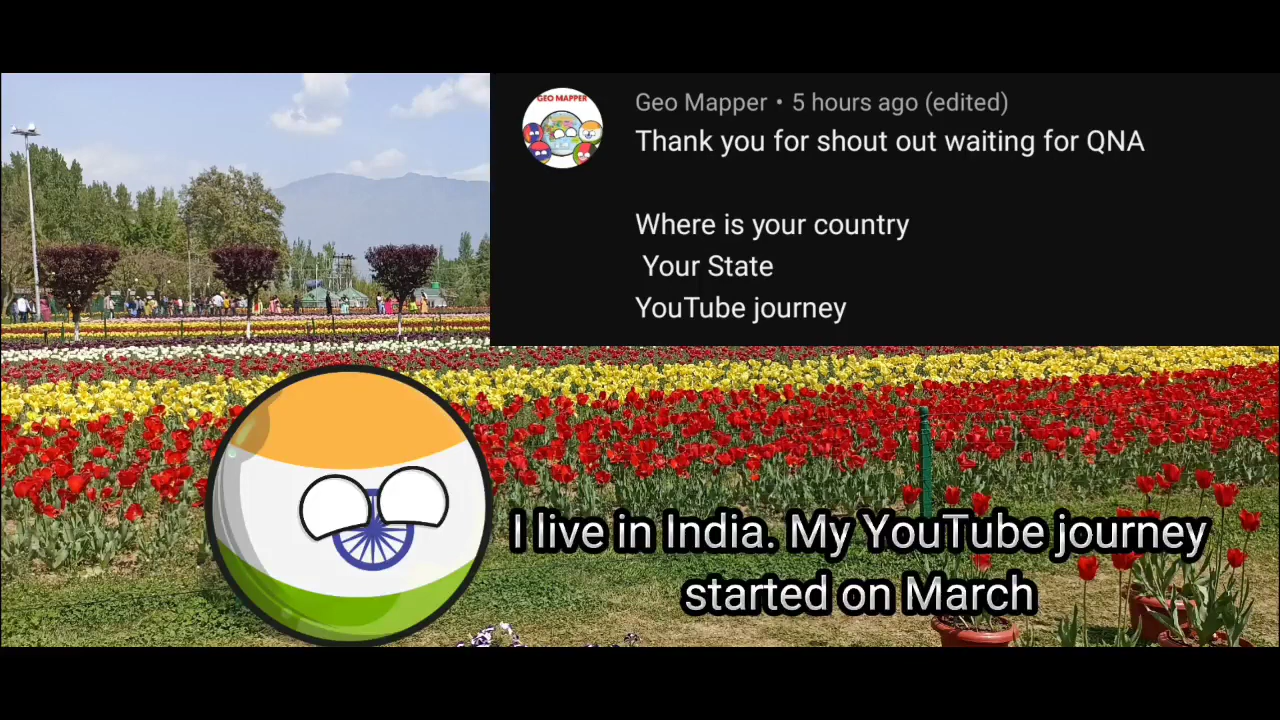 GEO MAPPER
Geo Mapper • 5 hours ago (edited)
Thank you for shout out waiting for QNA
Where is your country
Your State
YouTube journey
I live in India. My YouTube journey
started on March